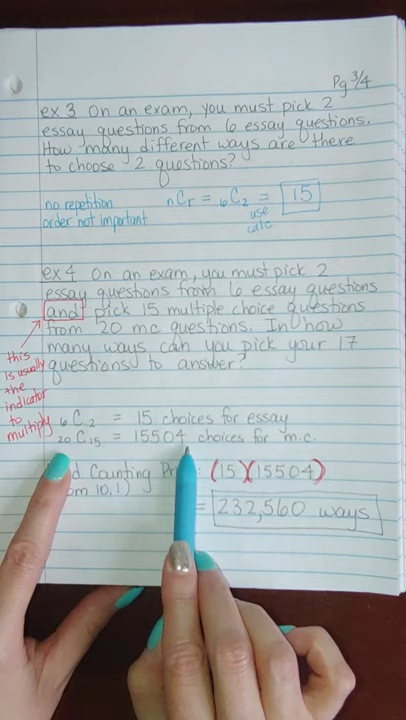 Pg 3/4
ex 3 On an exam, you must pick 2
essay questions from 6 essay questions.
How many different ways are there
to choose 2 questions?
no repetition
order not important
nCr = 6C2 = 15
use
calc
ex 4 On an exam, you must pick 2
essay questions from 6 essay questions
and pick 15 multiple choice questions
from 20 mc questions. In how
many ways can you pick your 17
questions to answer?
this
is usually
the
indicator
to
multiply
6C2 = 15 choices for essay
20C15 = 15504 choices for m.c.
Counting : (15)(15504)
10.1)
= 232,560 ways